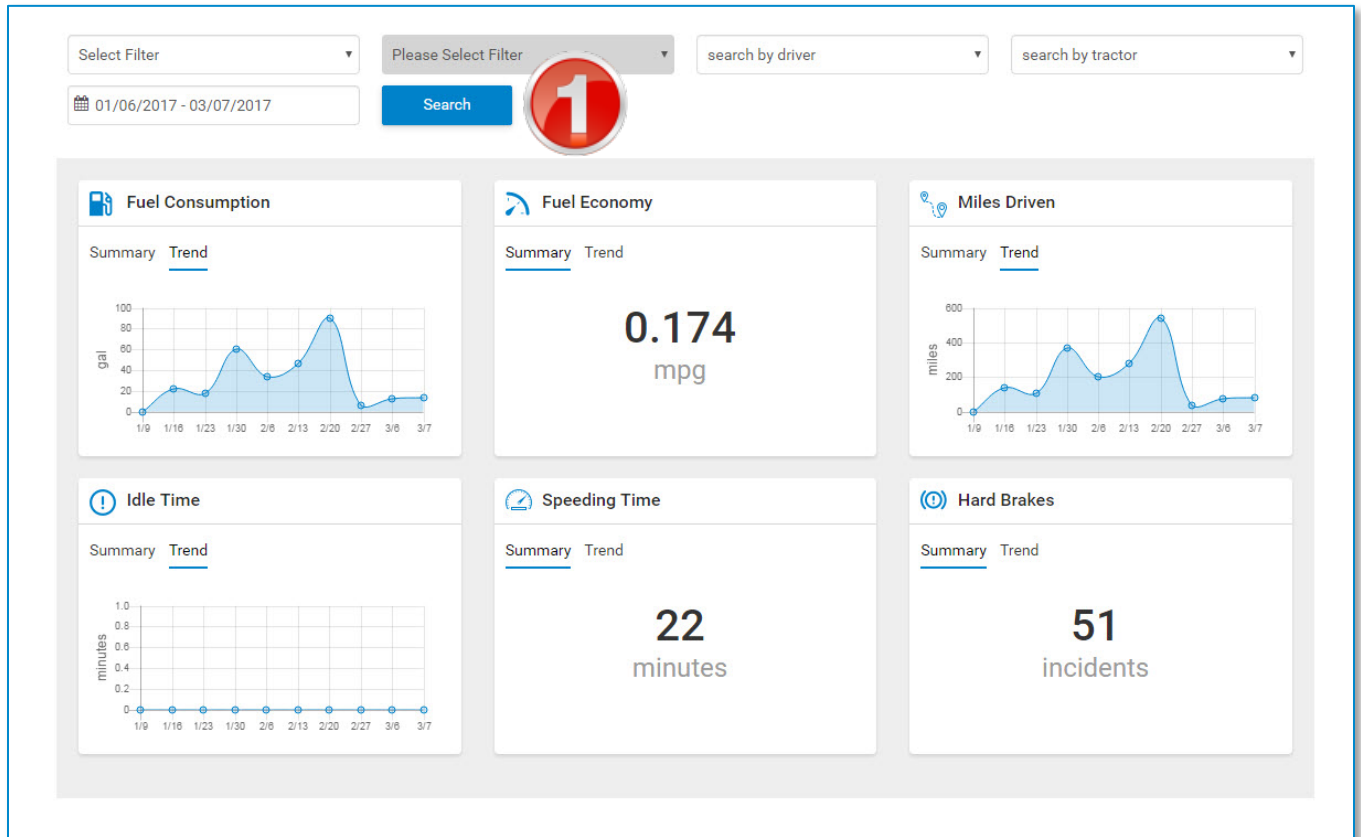 Select Filter
Please Select Filter
search by driver
search by tractor
01/06/2017 - 03/07/2017
Search
1
Fuel Consumption
Summary Trend
100
80
60
40
20
0
gal
1/9 1/16 1/23 1/30 2/6 2/13 2/20 2/27 3/6 3/7
Fuel Economy
Summary Trend
0.174
mpg
Miles Driven
Summary Trend
600
400
200
0
miles
1/9 1/16 1/23 1/30 2/6 2/13 2/20 2/27 3/6 3/7
Idle Time
Summary Trend
1.0
0.8
0.6
0.4
0.2
0
minutes
1/9 1/16 1/23 1/30 2/6 2/13 2/20 2/27 3/6 3/7
Speeding Time
Summary Trend
22
minutes
Hard Brakes
Summary Trend
51
incidents